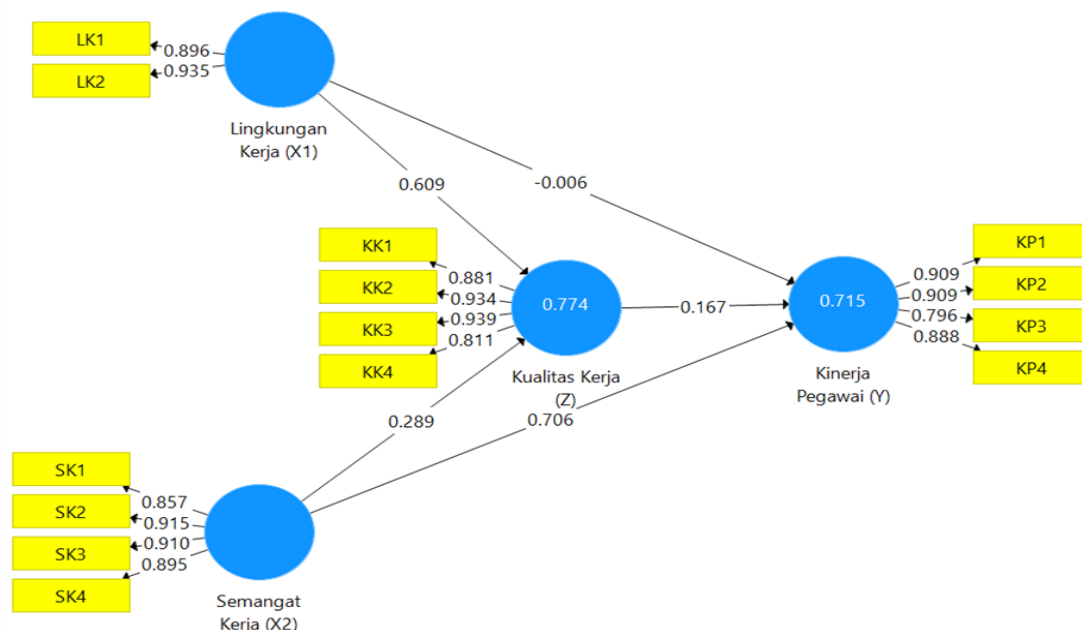 LK1
0.896
LK2
0.935
Lingkungan
Kerja (X1)
0.609
-0.006
KK1
0.881
KK2
0.934
KK3
0.939
KK4
0.811
0.774
Kualitas Kerja
(Z)
0.167
0.715
Kinerja
Pegawai (Y)
KP1
0.909
KP2
0.909
KP3
0.796
KP4
0.888
0.289
0.706
SK1
0.857
SK2
0.915
SK3
0.910
SK4
0.895
Semangat
Kerja (X2)